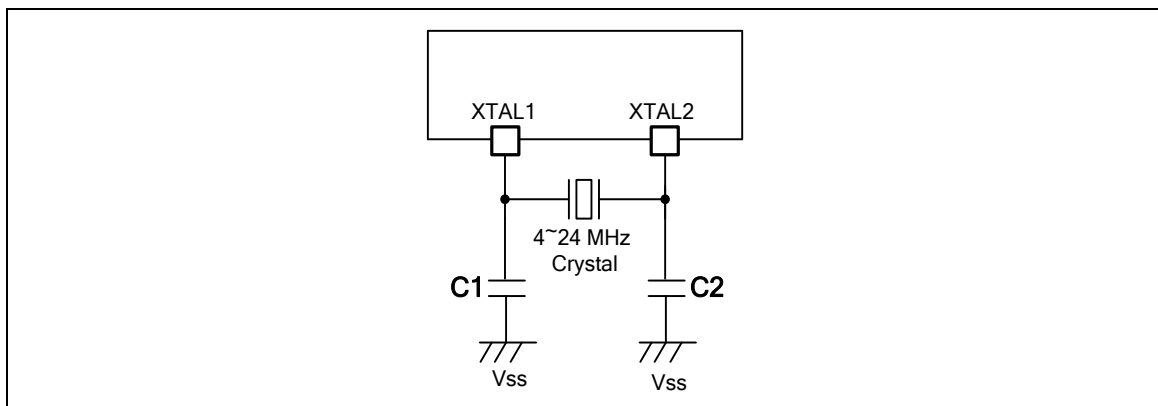 XTAL1 XTAL2
4~24 MHz
Crystal
C1 C2
Vss Vss